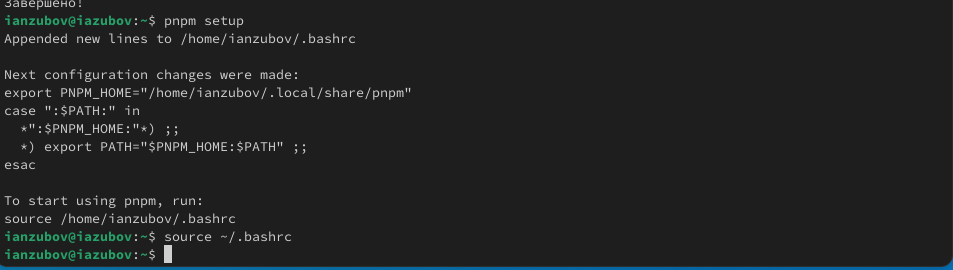 Завершено!
ianzubov@iazubov:~$ pnpm setup
Appended new lines to /home/ianzubov/.bashrc

Next configuration changes were made:
export PNPM_HOME="/home/ianzubov/.local/share/pnpm"
case ":$PATH:" in
  *":$PNPM_HOME:"*) ;;
  *) export PATH="$PNPM_HOME:$PATH" ;;
esac

To start using pnpm, run:
source /home/ianzubov/.bashrc
ianzubov@iazubov:~$ source ~/.bashrc
ianzubov@iazubov:~$